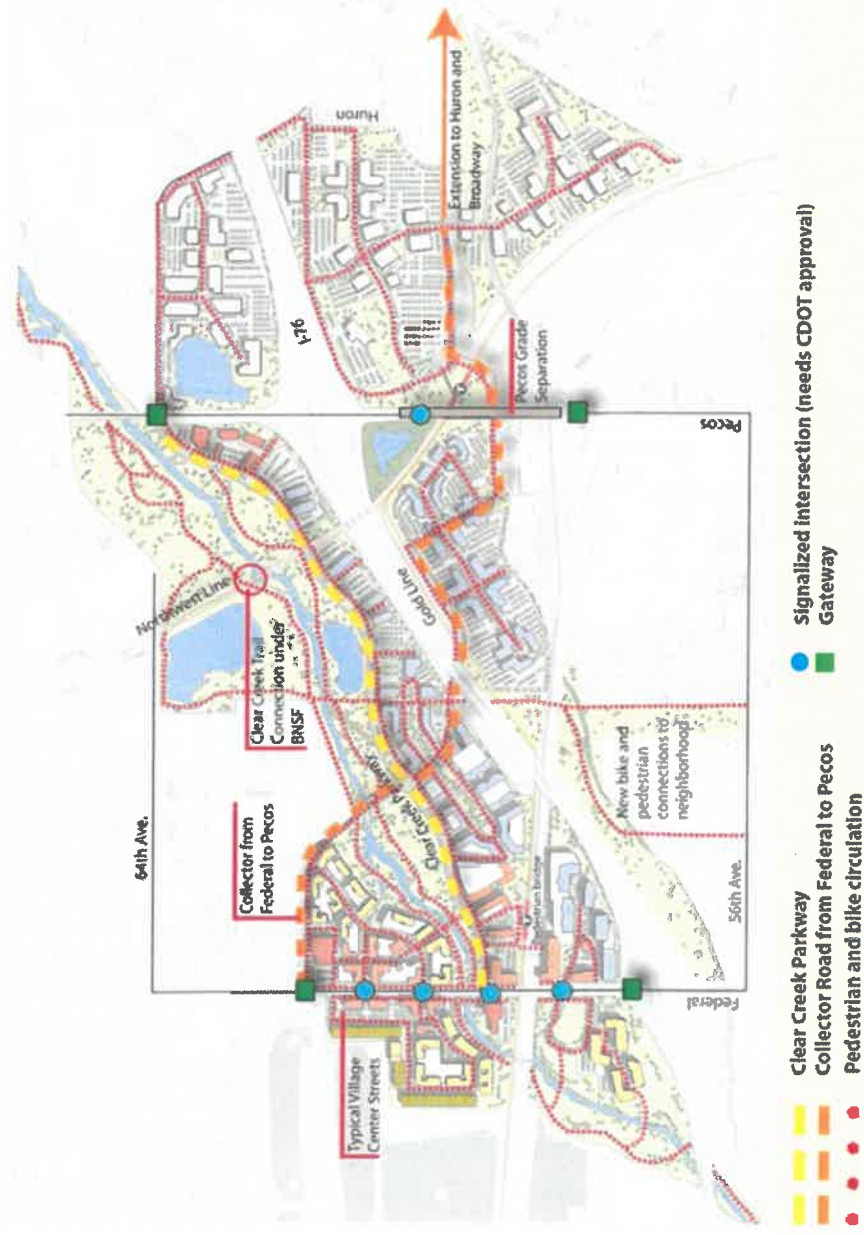 64th Ave.
Collector from
Federal to Pecos
Northwest Line
Clear Creek Trail
Connection under
BNSF
Typical Village
Center Streets
Clear Creek Parkway
Pedestrian bridge
Gold Line
I-76
Huron
Extension to Huron and
Broadway
Pecos Grade
Separation
Pecos
Federal
56th Ave.
New bike and
pedestrian
connections to
neighborhood
Clear Creek Parkway
Collector Road from Federal to Pecos
Pedestrian and bike circulation
Signalized intersection (needs CDOT approval)
Gateway